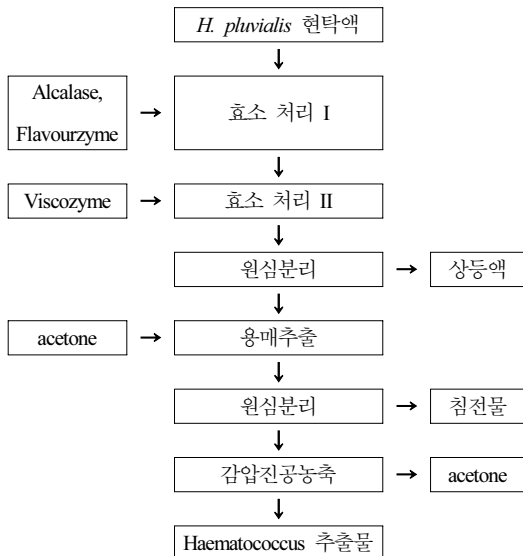 H. pluvialis 현탁액
Alcalase,
Flavourzyme
효소 처리 I
Viscozyme
효소 처리 II
원심분리
상등액
acetone
용매추출
원심분리
침전물
감압진공농축
acetone
Haematococcus 추출물